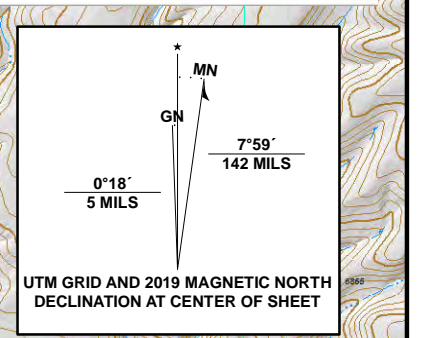 ★
MN
GN
7°59´
142 MILS
0°18´
5 MILS
UTM GRID AND 2019 MAGNETIC NORTH
DECLINATION AT CENTER OF SHEET